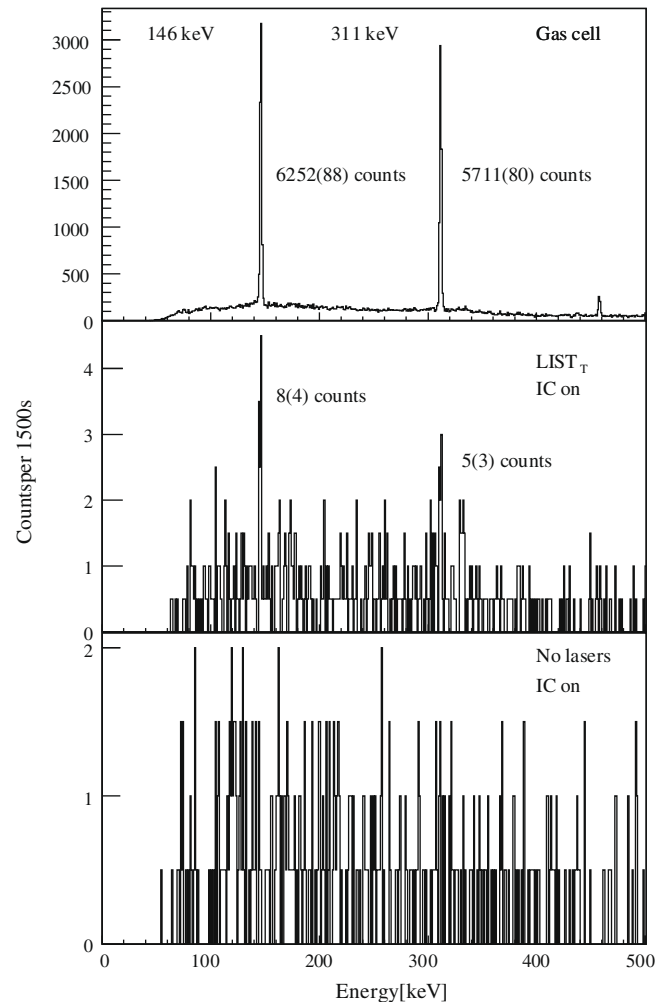 146 keV 311 keV Gas cell
3000
2500
2000
6252(88) counts 5711(80) counts
1500
1000
500
0
LIST T
4
IC on
8(4) counts
3
5(3) counts
2
1
0
2
No lasers
IC on
1
0
0 100 200 300 400 500
Energy[keV]
Countsper 1500s